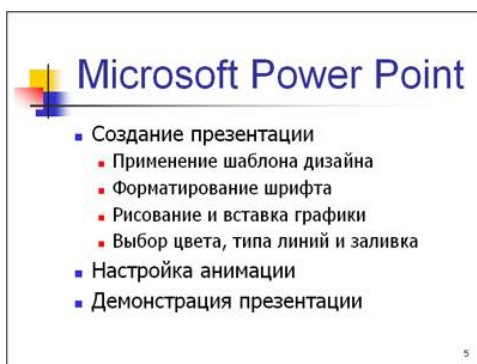 Microsoft Power Point
Создание презентации
Применение шаблона дизайна
Форматирование шрифта
Рисование и вставка графики
Выбор цвета, типа линий и заливка
Настройка анимации
Демонстрация презентации
5